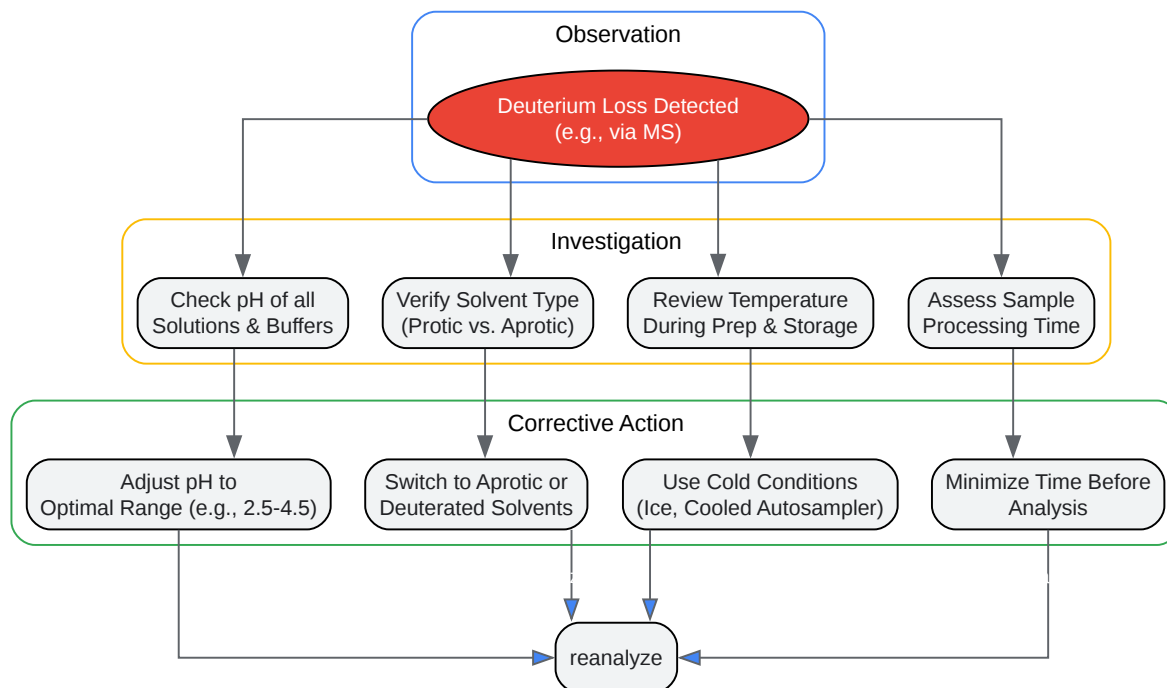 Observation
Deuterium Loss Detected
(e.g., via MS)
Investigation
Check pH of all
Solutions & Buffers
Verify Solvent Type
(Protic vs. Aprotic)
Review Temperature
During Prep & Storage
Assess Sample
Processing Time
Corrective Action
Adjust pH to
Optimal Range (e.g., 2.5-4.5)
Switch to Aprotic or
Deuterated Solvents
Use Cold Conditions
(Ice, Cooled Autosampler)
Minimize Time Before
Analysis
reanalyze